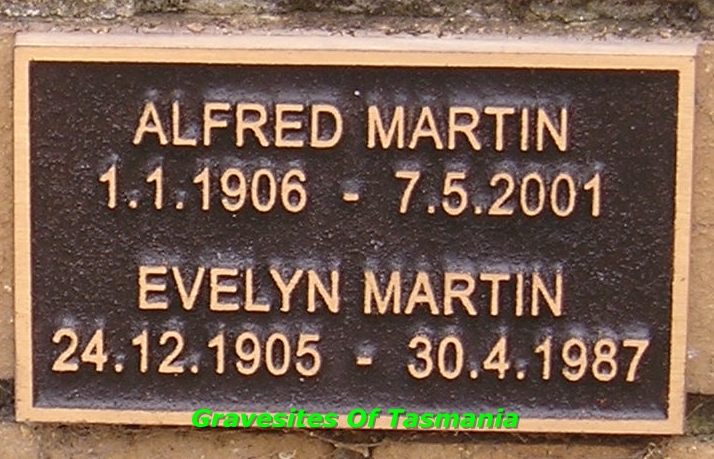 ALFRED MARTIN
1.1.1906 - 7.5.2001
EVELYN MARTIN
24.12.1905 - 30.4.1987
Gravesites Of Tasmania